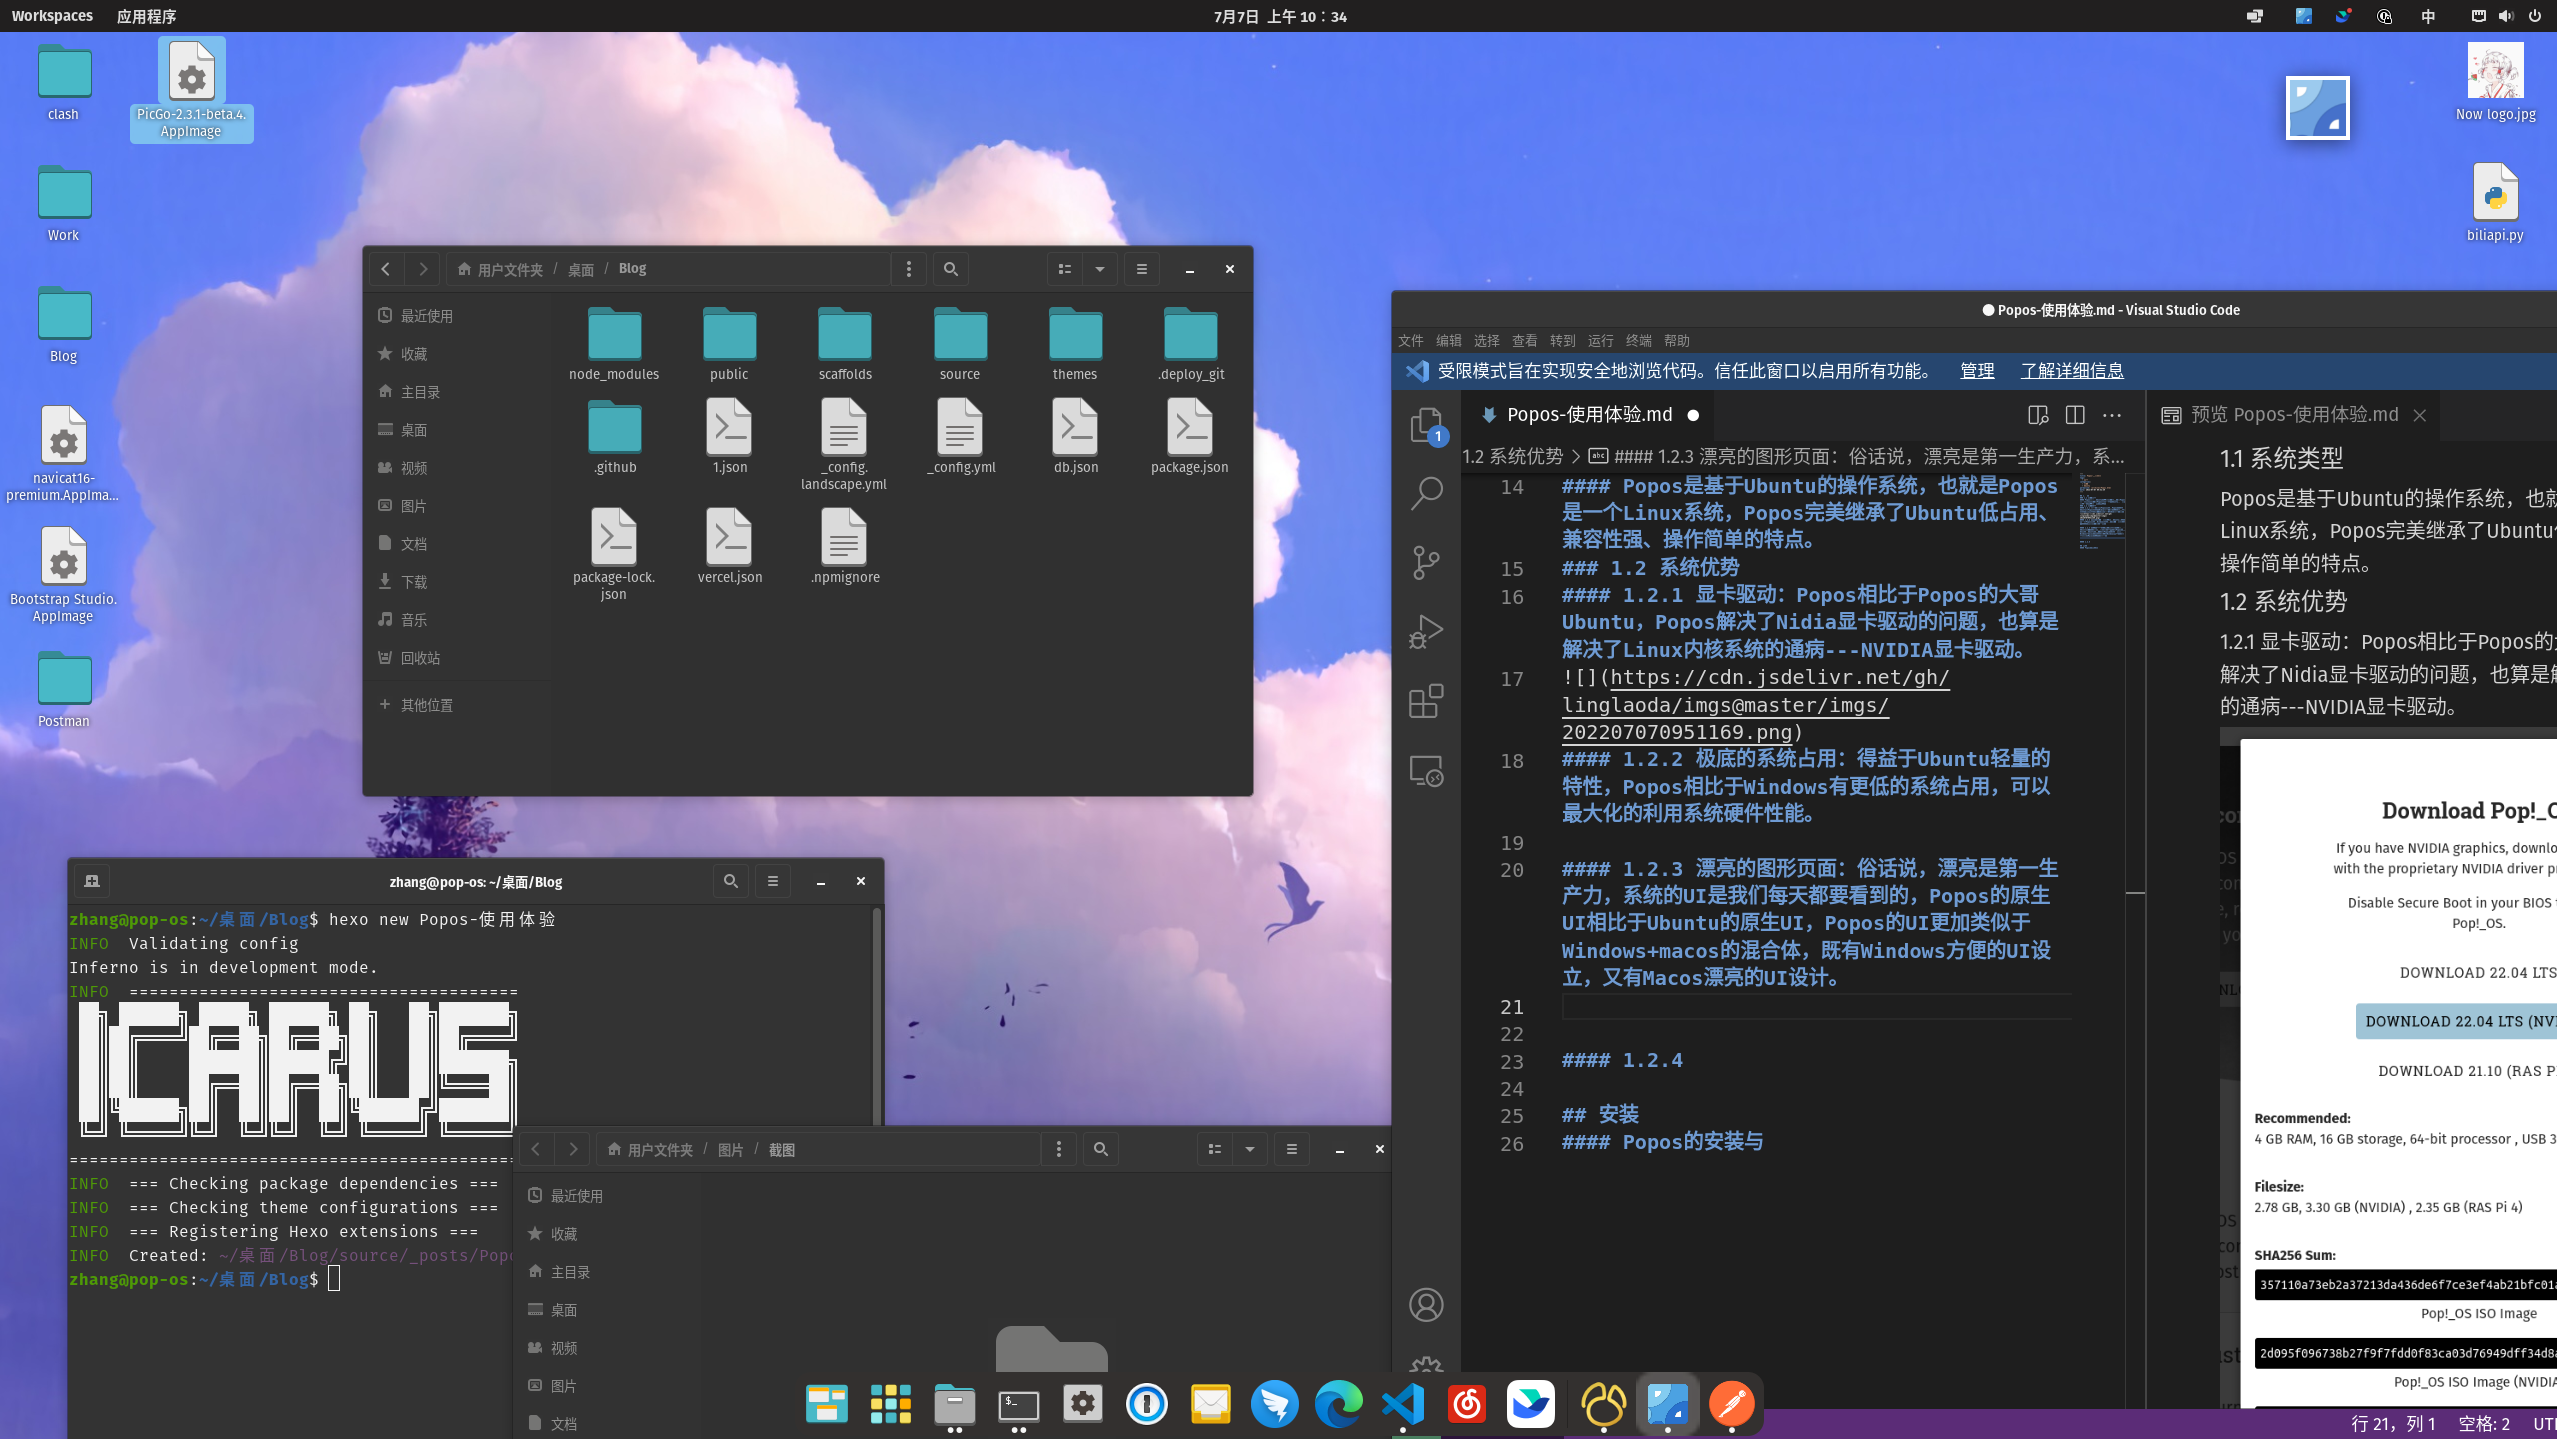 Workspaces 应用程序
7月7日 上午 10：34
中
clash
PicGo-2.3.1-beta.4.
AppImage
Work
Blog
navicat16-
premium.AppIma...
Bootstrap Studio.
AppImage
Postman
Now logo.jpg
biliapi.py
用户文件夹 / 桌面 / Blog
最近使用
收藏
主目录
桌面
视频
图片
文档
下载
音乐
回收站
+ 其他位置
node_modules
public
scaffolds
source
themes
.deploy_git
.github
1.json
_config.
landscape.yml
_config.yml
db.json
package.json
package-lock.
json
vercel.json
.npmignore
zhang@pop-os: ~/桌面/Blog
zhang@pop-os:~/桌面/Blog$ hexo new Popos-使用体验
INFO  Validating config
Inferno is in development mode.
INFO  =======================================
ICARUS
=============================================
INFO  === Checking package dependencies ===
INFO  === Checking theme configurations ===
INFO  === Registering Hexo extensions ===
INFO  Created: ~/桌面/Blog/source/_posts/Popo
zhang@pop-os:~/桌面/Blog$
用户文件夹 / 图片 / 截图
最近使用
收藏
主目录
桌面
视频
图片
文档
● Popos-使用体验.md - Visual Studio Code
文件 编辑 选择 查看 转到 运行 终端 帮助
受限模式旨在实现安全地浏览代码。信任此窗口以启用所有功能。 管理 了解详细信息
1
Popos-使用体验.md ●
1.2 系统优势 > #### 1.2.3 漂亮的图形页面：俗话说，漂亮是第一生产力，系...
14 #### Popos是基于Ubuntu的操作系统，也就是Popos
是一个Linux系统，Popos完美继承了Ubuntu低占用、
兼容性强、操作简单的特点。
15 ### 1.2 系统优势
16 #### 1.2.1 显卡驱动：Popos相比于Popos的大哥
Ubuntu，Popos解决了Nidia显卡驱动的问题，也算是
解决了Linux内核系统的通病---NVIDIA显卡驱动。
17 ![](https://cdn.jsdelivr.net/gh/
linglaoda/imgs@master/imgs/
202207070951169.png)
18 #### 1.2.2 极底的系统占用：得益于Ubuntu轻量的
特性，Popos相比于Windows有更低的系统占用，可以
最大化的利用系统硬件性能。
19
20 #### 1.2.3 漂亮的图形页面：俗话说，漂亮是第一生
产力，系统的UI是我们每天都要看到的，Popos的原生
UI相比于Ubuntu的原生UI，Popos的UI更加类似于
Windows+macos的混合体，既有Windows方便的UI设
立，又有Macos漂亮的UI设计。
21
22
23 #### 1.2.4
24
25 ## 安装
26 #### Popos的安装与
预览 Popos-使用体验.md
1.1 系统类型
Popos是基于Ubuntu的操作系统，也就
Linux系统，Popos完美继承了Ubuntu
操作简单的特点。
1.2 系统优势
1.2.1 显卡驱动：Popos相比于Popos的
解决了Nidia显卡驱动的问题，也算是
的通病---NVIDIA显卡驱动。
Download Pop!_O
If you have NVIDIA graphics, downlo
with the proprietary NVIDIA driver p
Disable Secure Boot in your BIOS
Pop!_OS.
DOWNLOAD 22.04 LTS
DOWNLOAD 22.04 LTS (NV
DOWNLOAD 21.10 (RAS P
Recommended:
4 GB RAM, 16 GB storage, 64-bit processor , USB 3
Filesize:
2.78 GB, 3.30 GB (NVIDIA) , 2.35 GB (RAS Pi 4)
SHA256 Sum:
357110a73eb2a37213da436de6f7ce3ef4ab21bfc01
Pop!_OS ISO Image
2d095f096738b27f9f7fdd0f83ca03d76949dff34d8
Pop!_OS ISO Image (NVIDI
行 21，列 1 空格: 2 UT